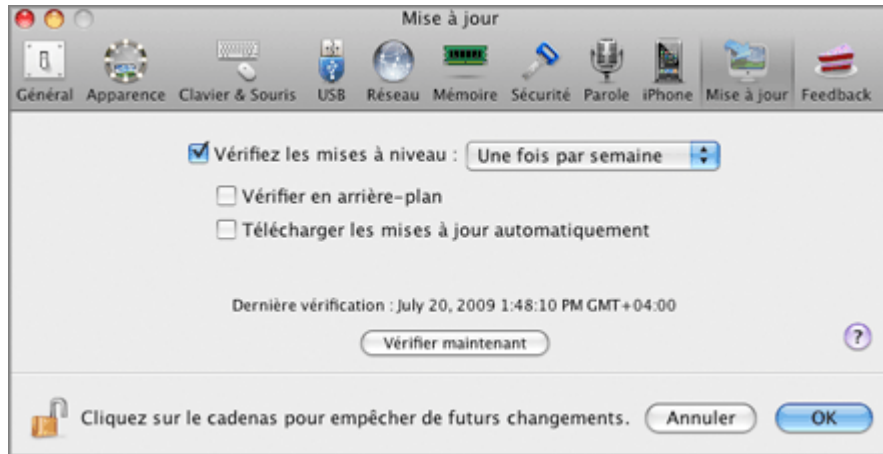 Mise à jour
Général Apparence Clavier & Souris USB Réseau Mémoire Sécurité Parole iPhone Mise à jour Feedback
Vérifiez les mises à niveau : Une fois par semaine
Vérifier en arrière-plan
Télécharger les mises à jour automatiquement
Dernière vérification : July 20, 2009 1:48:10 PM GMT+04:00
Vérifier maintenant
?
Cliquez sur le cadenas pour empêcher de futurs changements. Annuler OK